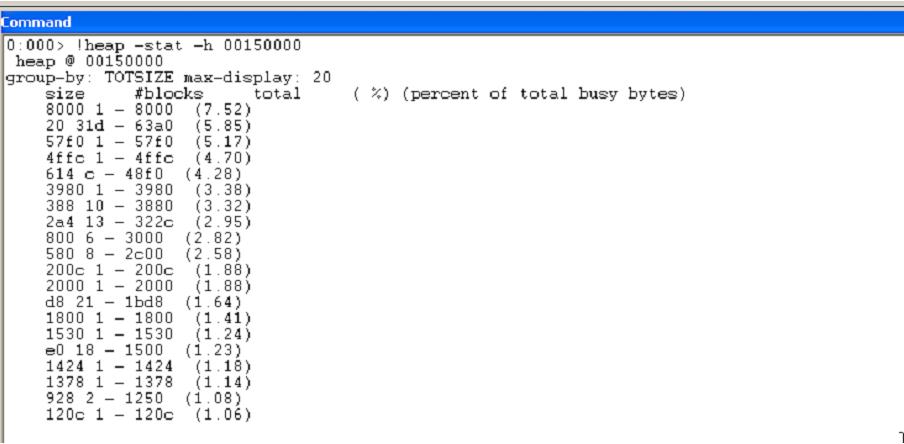 Command
0:000> !heap -stat -h 00150000
heap @ 00150000
group-by: TOTSIZE max-display: 20
size #blocks total ( %) (percent of total busy bytes)
8000 1 - 8000 (7.52)
20 31d - 63a0 (5.85)
57f0 1 - 57f0 (5.17)
4ffc 1 - 4ffc (4.70)
614 c - 48f0 (4.28)
3980 1 - 3980 (3.38)
388 10 - 3880 (3.32)
2a4 13 - 322c (2.95)
800 6 - 3000 (2.82)
580 8 - 2c00 (2.58)
200c 1 - 200c (1.88)
2000 1 - 2000 (1.88)
d8 21 - 1bd8 (1.64)
1800 1 - 1800 (1.41)
1530 1 - 1530 (1.24)
e0 18 - 1500 (1.23)
1424 1 - 1424 (1.18)
1378 1 - 1378 (1.14)
928 2 - 1250 (1.08)
120c 1 - 120c (1.06)